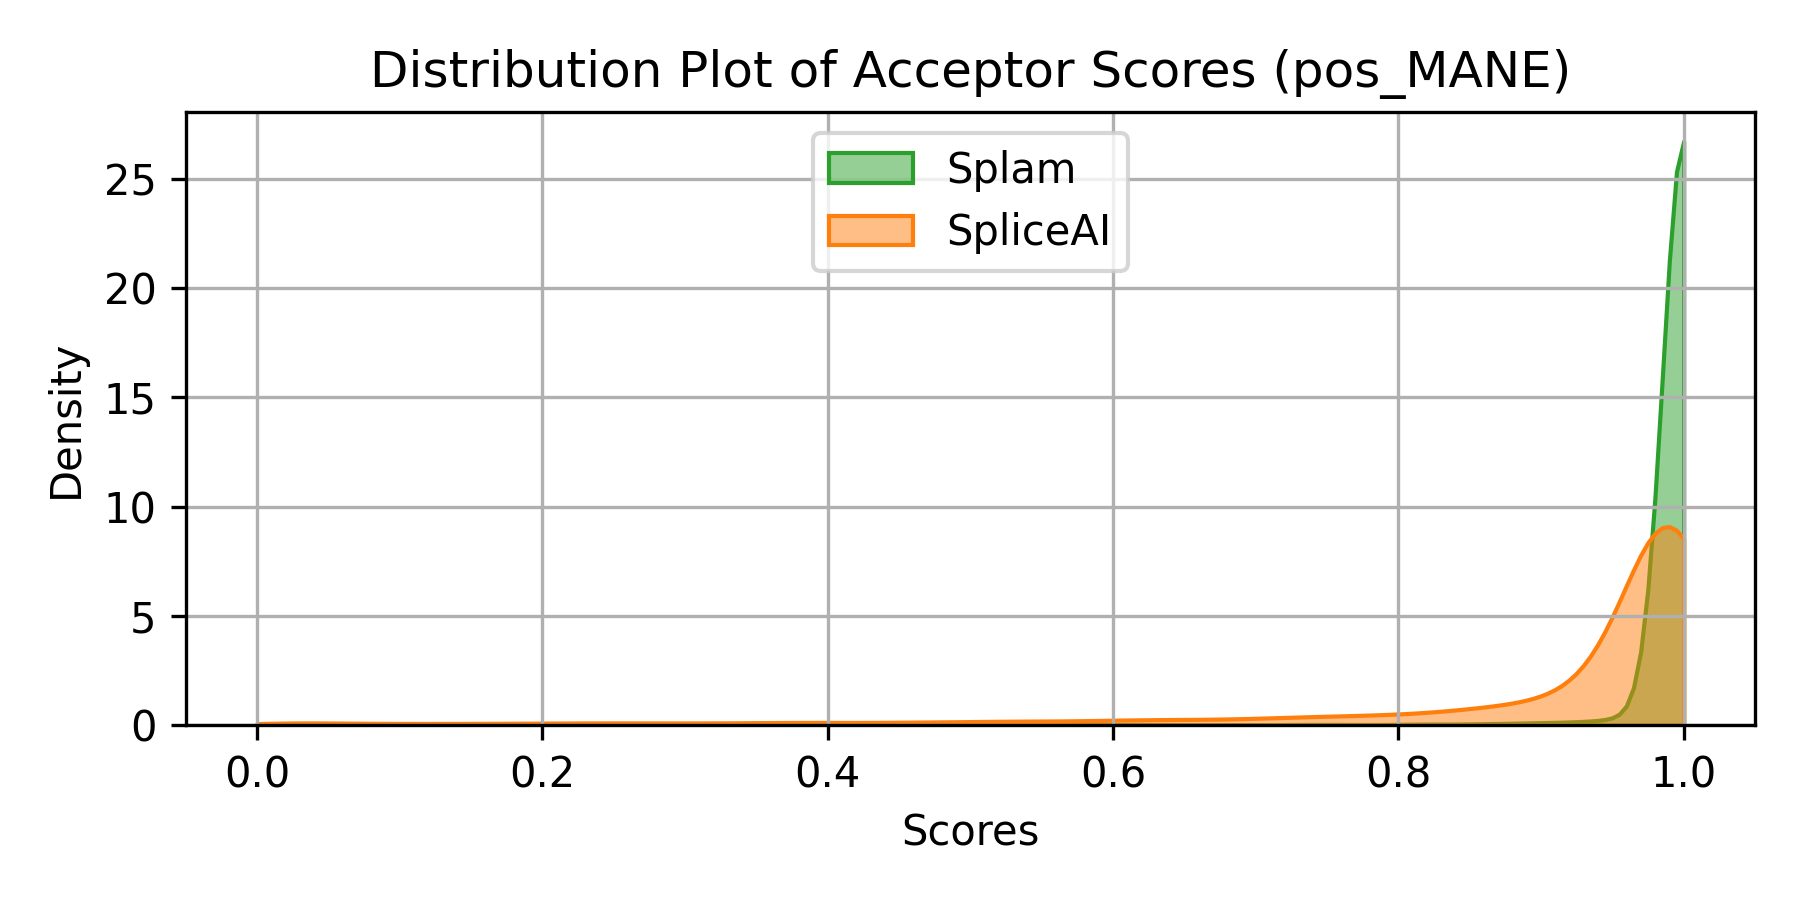 Distribution Plot of Acceptor Scores (pos_MANE)
Splam
SpliceAI
Density
25
20
15
10
5
0
0.0 0.2 0.4 0.6 0.8 1.0
Scores